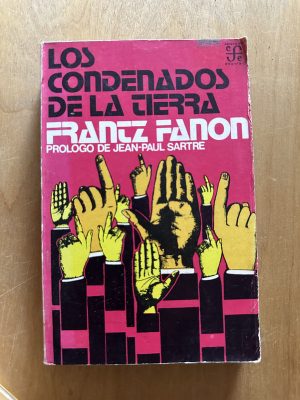 LOS
CONDENADOS
DE LA TIERRA
FRANTZ FANON
PROLOGO DE JEAN-PAUL SARTRE